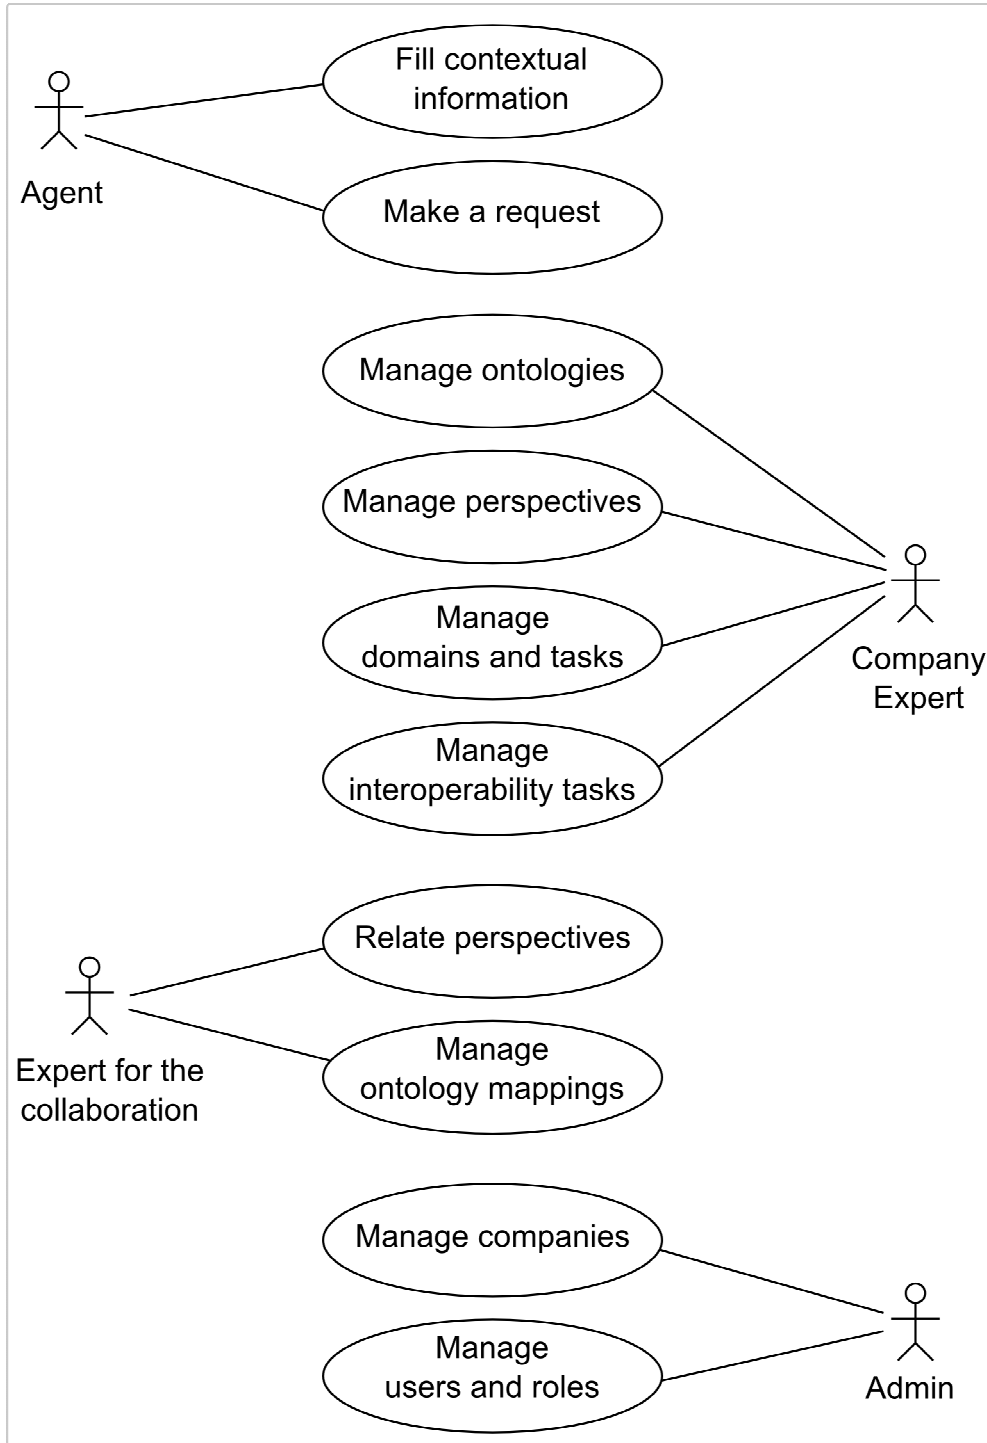 Fill contextual
information
Agent
Make a request
Manage ontologies
Manage perspectives
Manage
domains and tasks
Company
Expert
Manage
interoperability tasks
Relate perspectives
Expert for the
collaboration
Manage
ontology mappings
Manage companies
Manage
users and roles
Admin